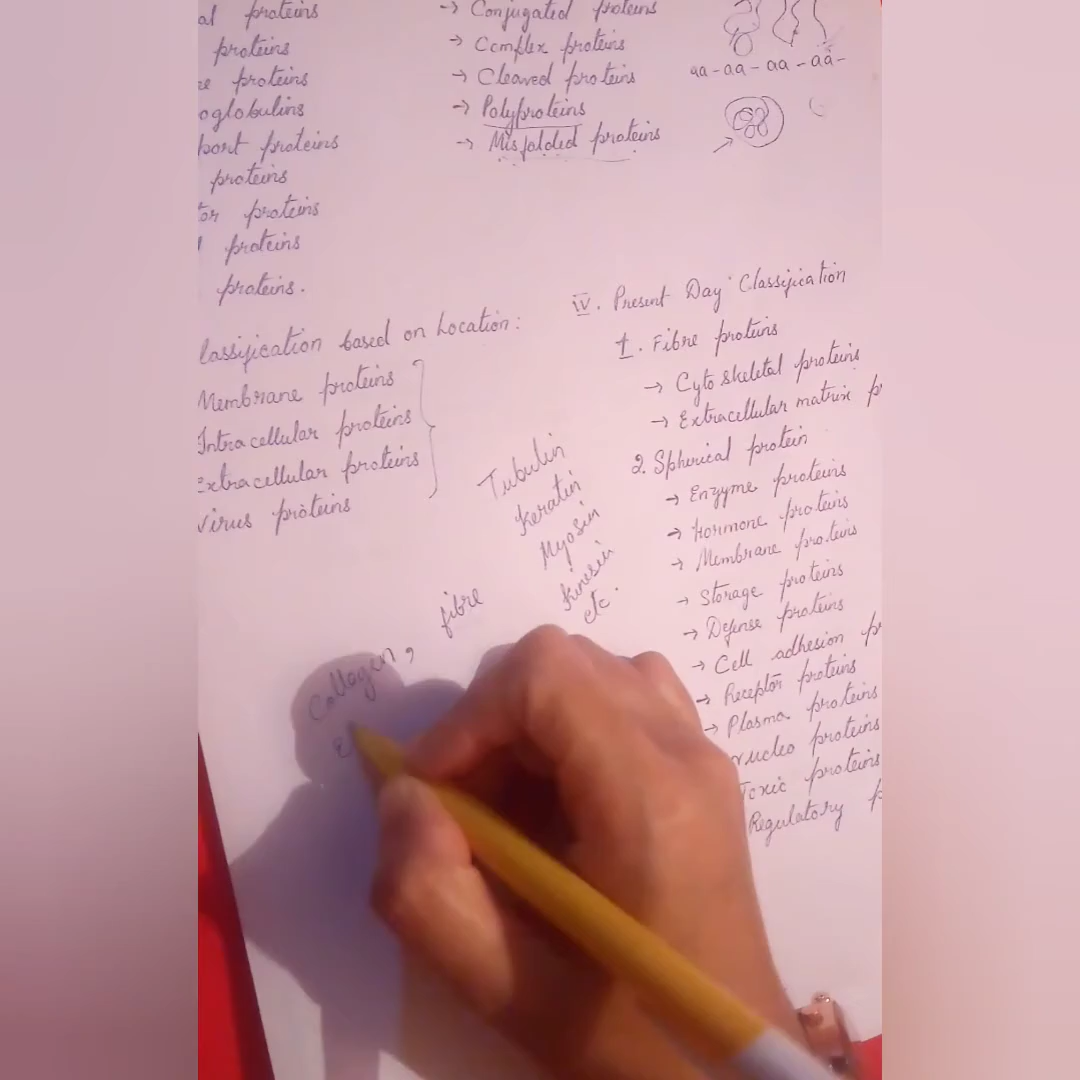 al proteins
proteins
proteins
oglobulins
port proteins
proteins
tor proteins
proteins
proteins.
→ Conjugated proteins
→ Complex proteins
→ Cleaved proteins
→ Polyproteins
→ Misfolded proteins
aa - aa - aa - aa -
lassification based on Location:
Membrane proteins
Intracellular proteins
Extracellular proteins
Virus proteins
iv. Present Day Classification
1. Fibre proteins
→ Cyto skeletal proteins
→ Extracellular matrix p
2. Spherical protein
→ Enzyme proteins
→ Hormone proteins
→ Membrane proteins
→ Storage proteins
→ Defense proteins
→ Cell adhesion p
→ Receptor proteins
→ Plasma proteins
Nucleo proteins
Toxic proteins
Regulatory p
Tubulin
Keratin
Myosin
Kinesin
etc.
fibre
Collagen,